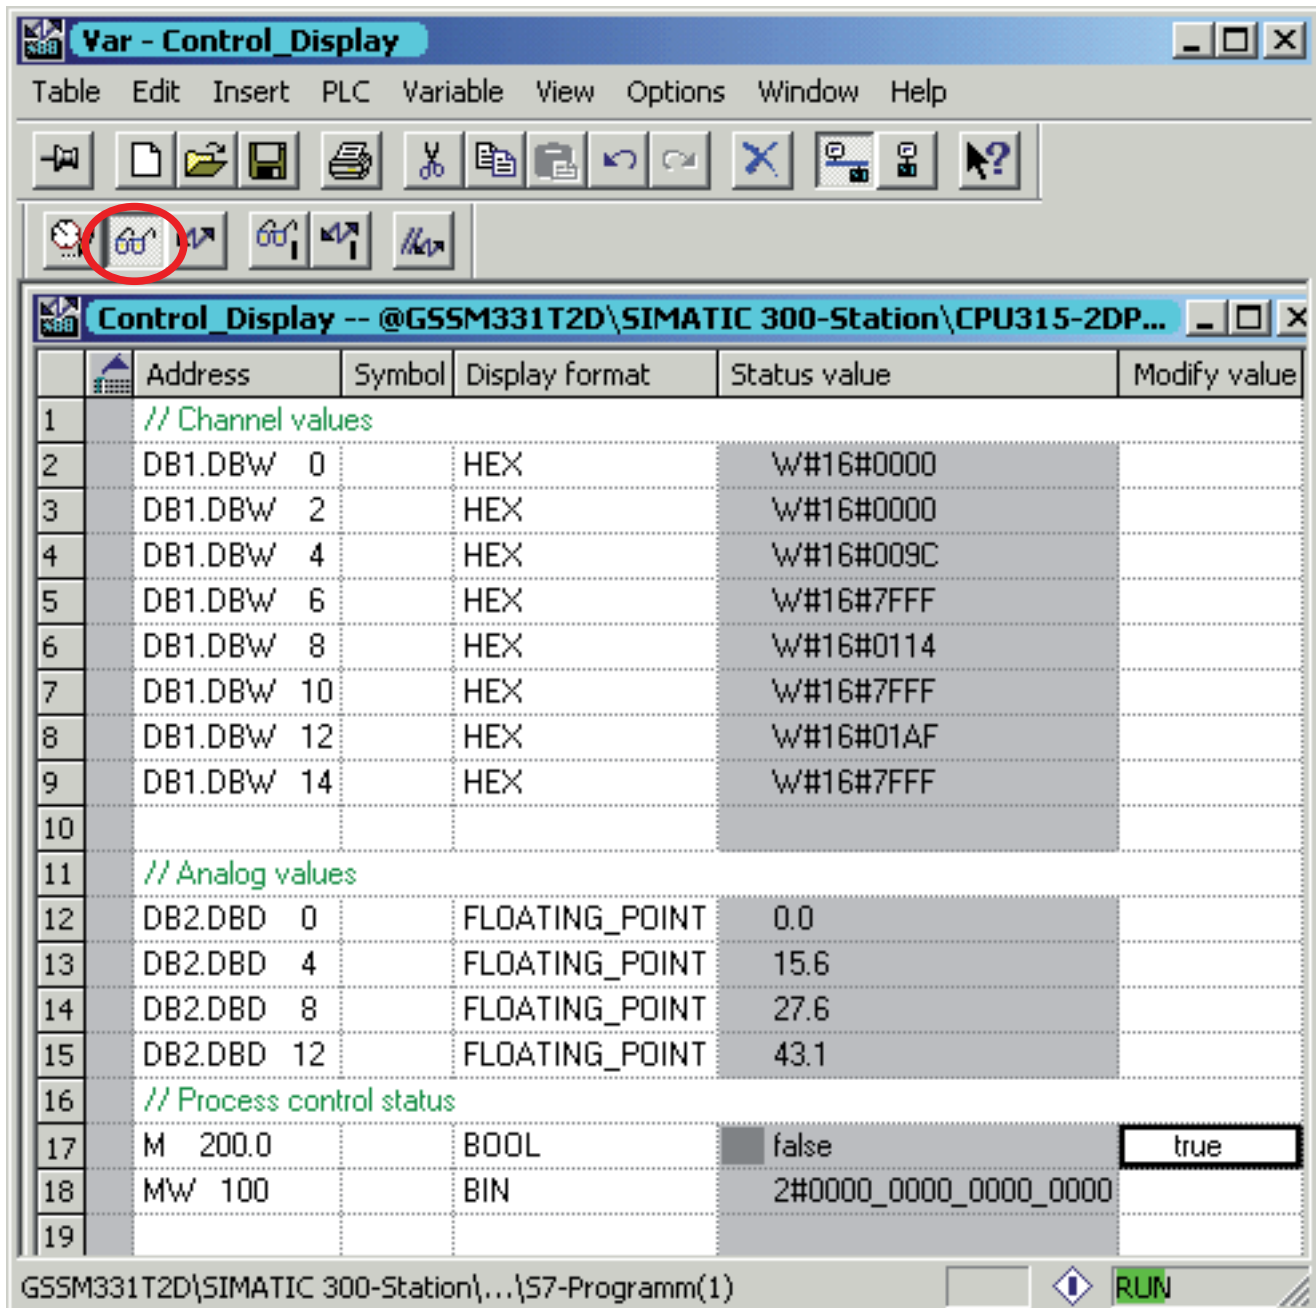 Var - Control_Display
Table Edit Insert PLC Variable View Options Window Help
Control_Display -- @GSSM331T2D\SIMATIC 300-Station\CPU315-2DP...
Address Symbol Display format Status value Modify value
1 // Channel values
2 DB1.DBW 0 HEX W#16#0000
3 DB1.DBW 2 HEX W#16#0000
4 DB1.DBW 4 HEX W#16#009C
5 DB1.DBW 6 HEX W#16#7FFF
6 DB1.DBW 8 HEX W#16#0114
7 DB1.DBW 10 HEX W#16#7FFF
8 DB1.DBW 12 HEX W#16#01AF
9 DB1.DBW 14 HEX W#16#7FFF
10
11 // Analog values
12 DB2.DBD 0 FLOATING_POINT 0.0
13 DB2.DBD 4 FLOATING_POINT 15.6
14 DB2.DBD 8 FLOATING_POINT 27.6
15 DB2.DBD 12 FLOATING_POINT 43.1
16 // Process control status
17 M 200.0 BOOL false true
18 MW 100 BIN 2#0000_0000_0000_0000
19
GSSM331T2D\SIMATIC 300-Station\...\S7-Programm(1) RUN